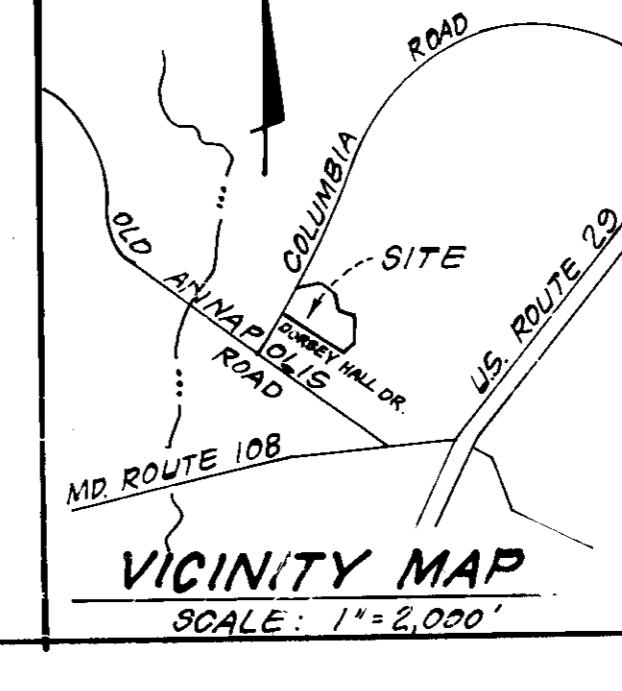 COLUMBIA ROAD
OLD ANNAPOLIS
ROAD
SITE
DORSEY HALL DR.
U.S. ROUTE 29
MD. ROUTE 108
VICINITY MAP
SCALE: 1"=2,000'